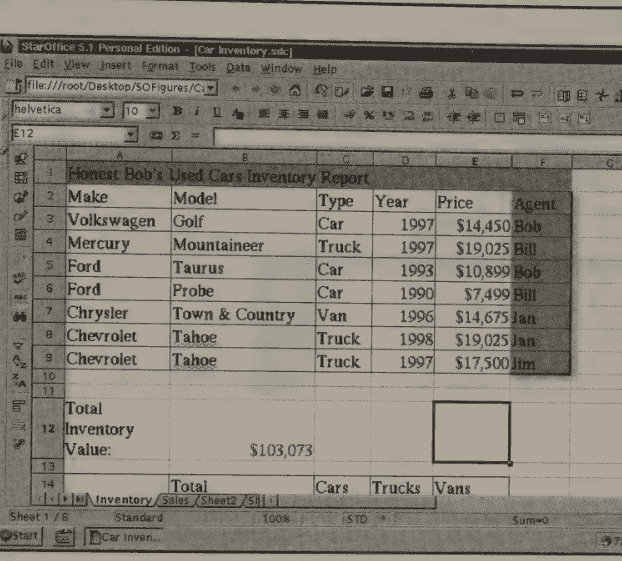 StarOffice 5.1 Personal Edition - [Car Inventory.sdc]
File Edit View Insert Format Tools Data Window Help
file:///root/Desktop/SOFigures/Ca
helvetica 10 B i U A
E12 Σ =
A B C D E F G
1 Honest Bob's Used Cars Inventory Report
2 Make Model Type Year Price Agent
3 Volkswagen Golf Car 1997 $14,450 Bob
4 Mercury Mountaineer Truck 1997 $19,025 Bill
5 Ford Taurus Car 1993 $10,899 Bob
6 Ford Probe Car 1990 $7,499 Bill
7 Chrysler Town & Country Van 1996 $14,675 Jan
8 Chevrolet Tahoe Truck 1998 $19,025 Jan
9 Chevrolet Tahoe Truck 1997 $17,500 Jim
10
11
Total
12 Inventory
Value: $103,073
13
14 Total Cars Trucks Vans
Inventory Sales Sheet2 Sh
Sheet 1 / 6 Standard 100% STD * Sum=0
Start Car Inven...